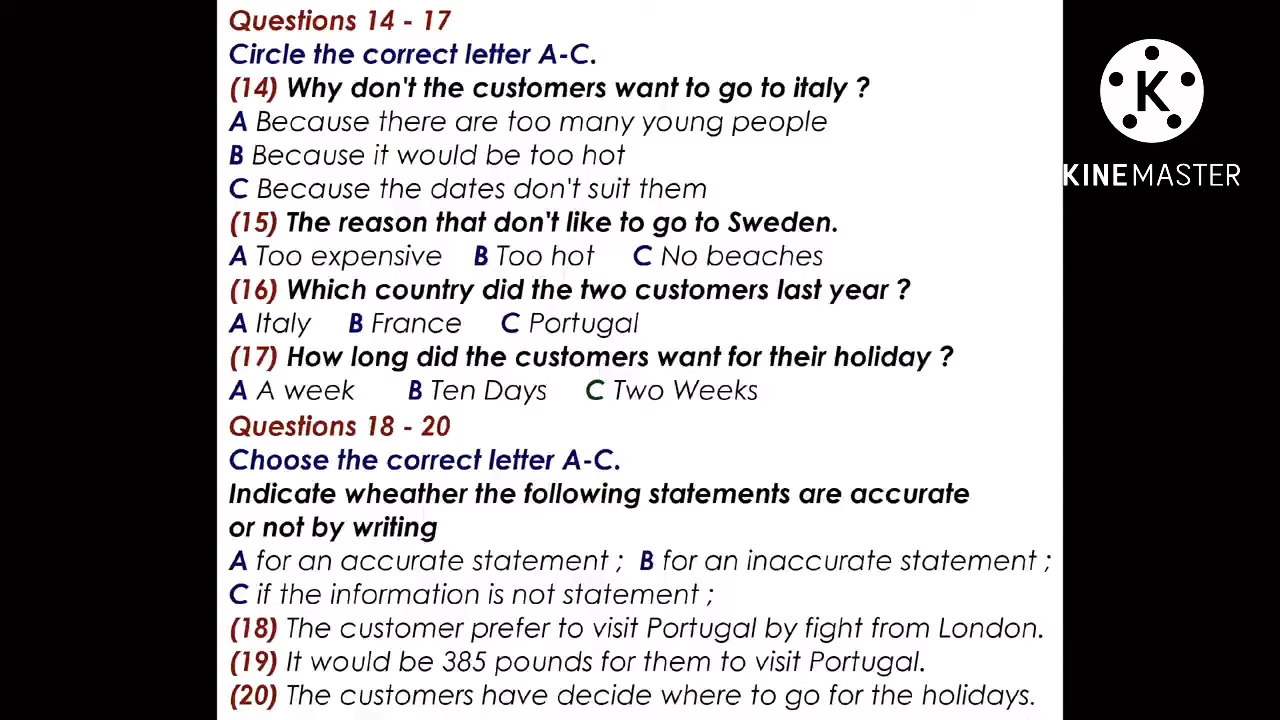 Questions 14 - 17
Circle the correct letter A-C.
(14) Why don't the customers want to go to italy ?
A Because there are too many young people
B Because it would be too hot
C Because the dates don't suit them
(15) The reason that don't like to go to Sweden.
A Too expensive B Too hot C No beaches
(16) Which country did the two customers last year ?
A Italy B France C Portugal
(17) How long did the customers want for their holiday ?
A A week B Ten Days C Two Weeks
Questions 18 - 20
Choose the correct letter A-C.
Indicate wheather the following statements are accurate
or not by writing
A for an accurate statement ; B for an inaccurate statement ;
C if the information is not statement ;
(18) The customer prefer to visit Portugal by fight from London.
(19) It would be 385 pounds for them to visit Portugal.
(20) The customers have decide where to go for the holidays.
K
KINEMASTER